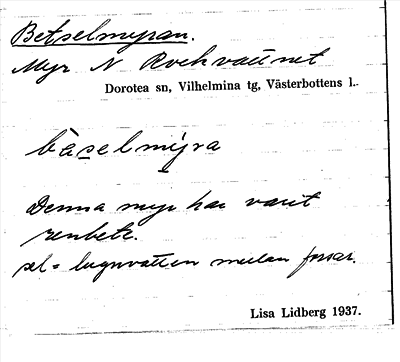 Betselmyran.
Myr N Rockvattnet
Dorotea sn, Vilhelmina tg, Västerbottens l.
bèaselmýra
Denna myr har varit
renbete.
sel = lugnvatten mellan forsar.
Lisa Lidberg 1937.